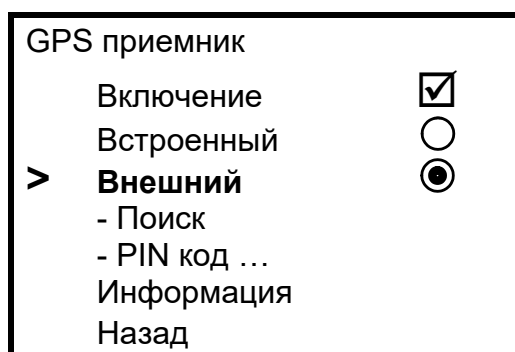 GPS приемник
Включение
Встроенный
> Внешний
- Поиск
- PIN код …
Информация
Назад